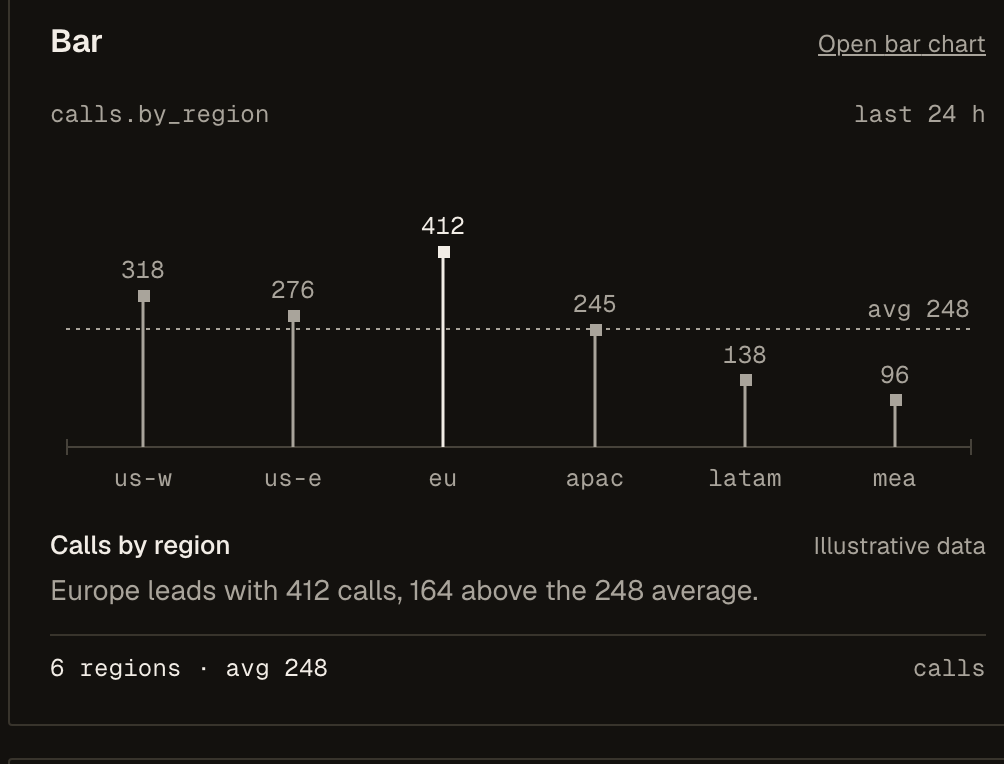 Bar
Open bar chart
calls.by_region
last 24 h
412
318
276
245
avg 248
138
96
us-w
us-e
eu
apac
latam
mea
Calls by region
Illustrative data
Europe leads with 412 calls, 164 above the 248 average.
6 regions · avg 248
calls